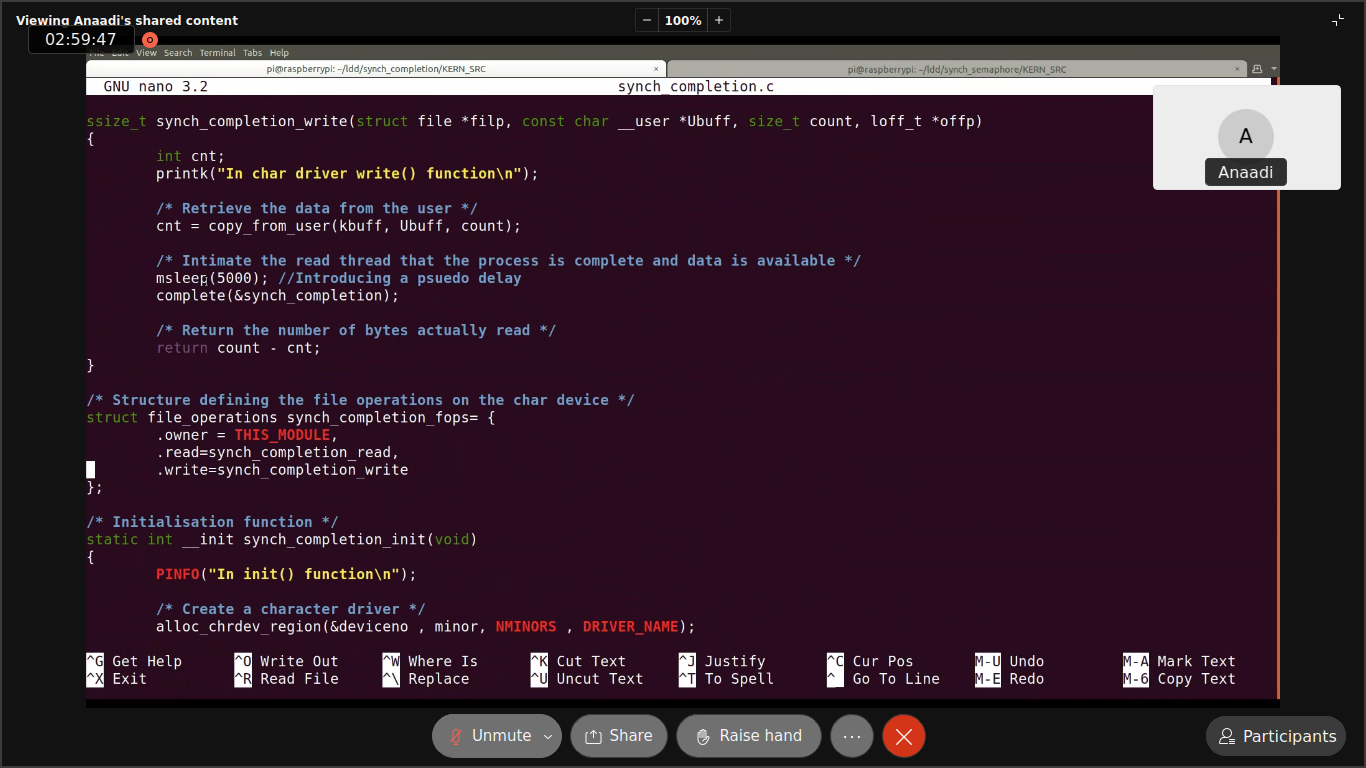 Viewing Anaadi's shared content
− 100% +
02:59:47
Edit View Search Terminal Tabs Help
pi@raspberrypi: ~/ldd/synch_completion/KERN_SRC × pi@raspberrypi: ~/ldd/synch_semaphore/KERN_SRC ×
GNU nano 3.2 synch_completion.c
ssize_t synch_completion_write(struct file *filp, const char __user *Ubuff, size_t count, loff_t *offp)
{
int cnt;
printk("In char driver write() function\n");
/* Retrieve the data from the user */
cnt = copy_from_user(kbuff, Ubuff, count);
/* Intimate the read thread that the process is complete and data is available */
msleep(5000); //Introducing a psuedo delay
complete(&synch_completion);
/* Return the number of bytes actually read */
return count - cnt;
}
/* Structure defining the file operations on the char device */
struct file_operations synch_completion_fops= {
.owner = THIS_MODULE,
.read=synch_completion_read,
.write=synch_completion_write
};
/* Initialisation function */
static int __init synch_completion_init(void)
{
PINFO("In init() function\n");
/* Create a character driver */
alloc_chrdev_region(&deviceno , minor, NMINORS , DRIVER_NAME);
^G Get Help ^O Write Out ^W Where Is ^K Cut Text ^J Justify ^C Cur Pos M-U Undo M-A Mark Text
^X Exit ^R Read File ^\ Replace ^U Uncut Text ^T To Spell ^_ Go To Line M-E Redo M-6 Copy Text
A
Anaadi
Unmute Share Raise hand ... Participants